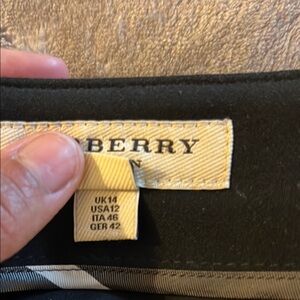 BERRY
N
UK14
USA12
ITA 46
GER 42